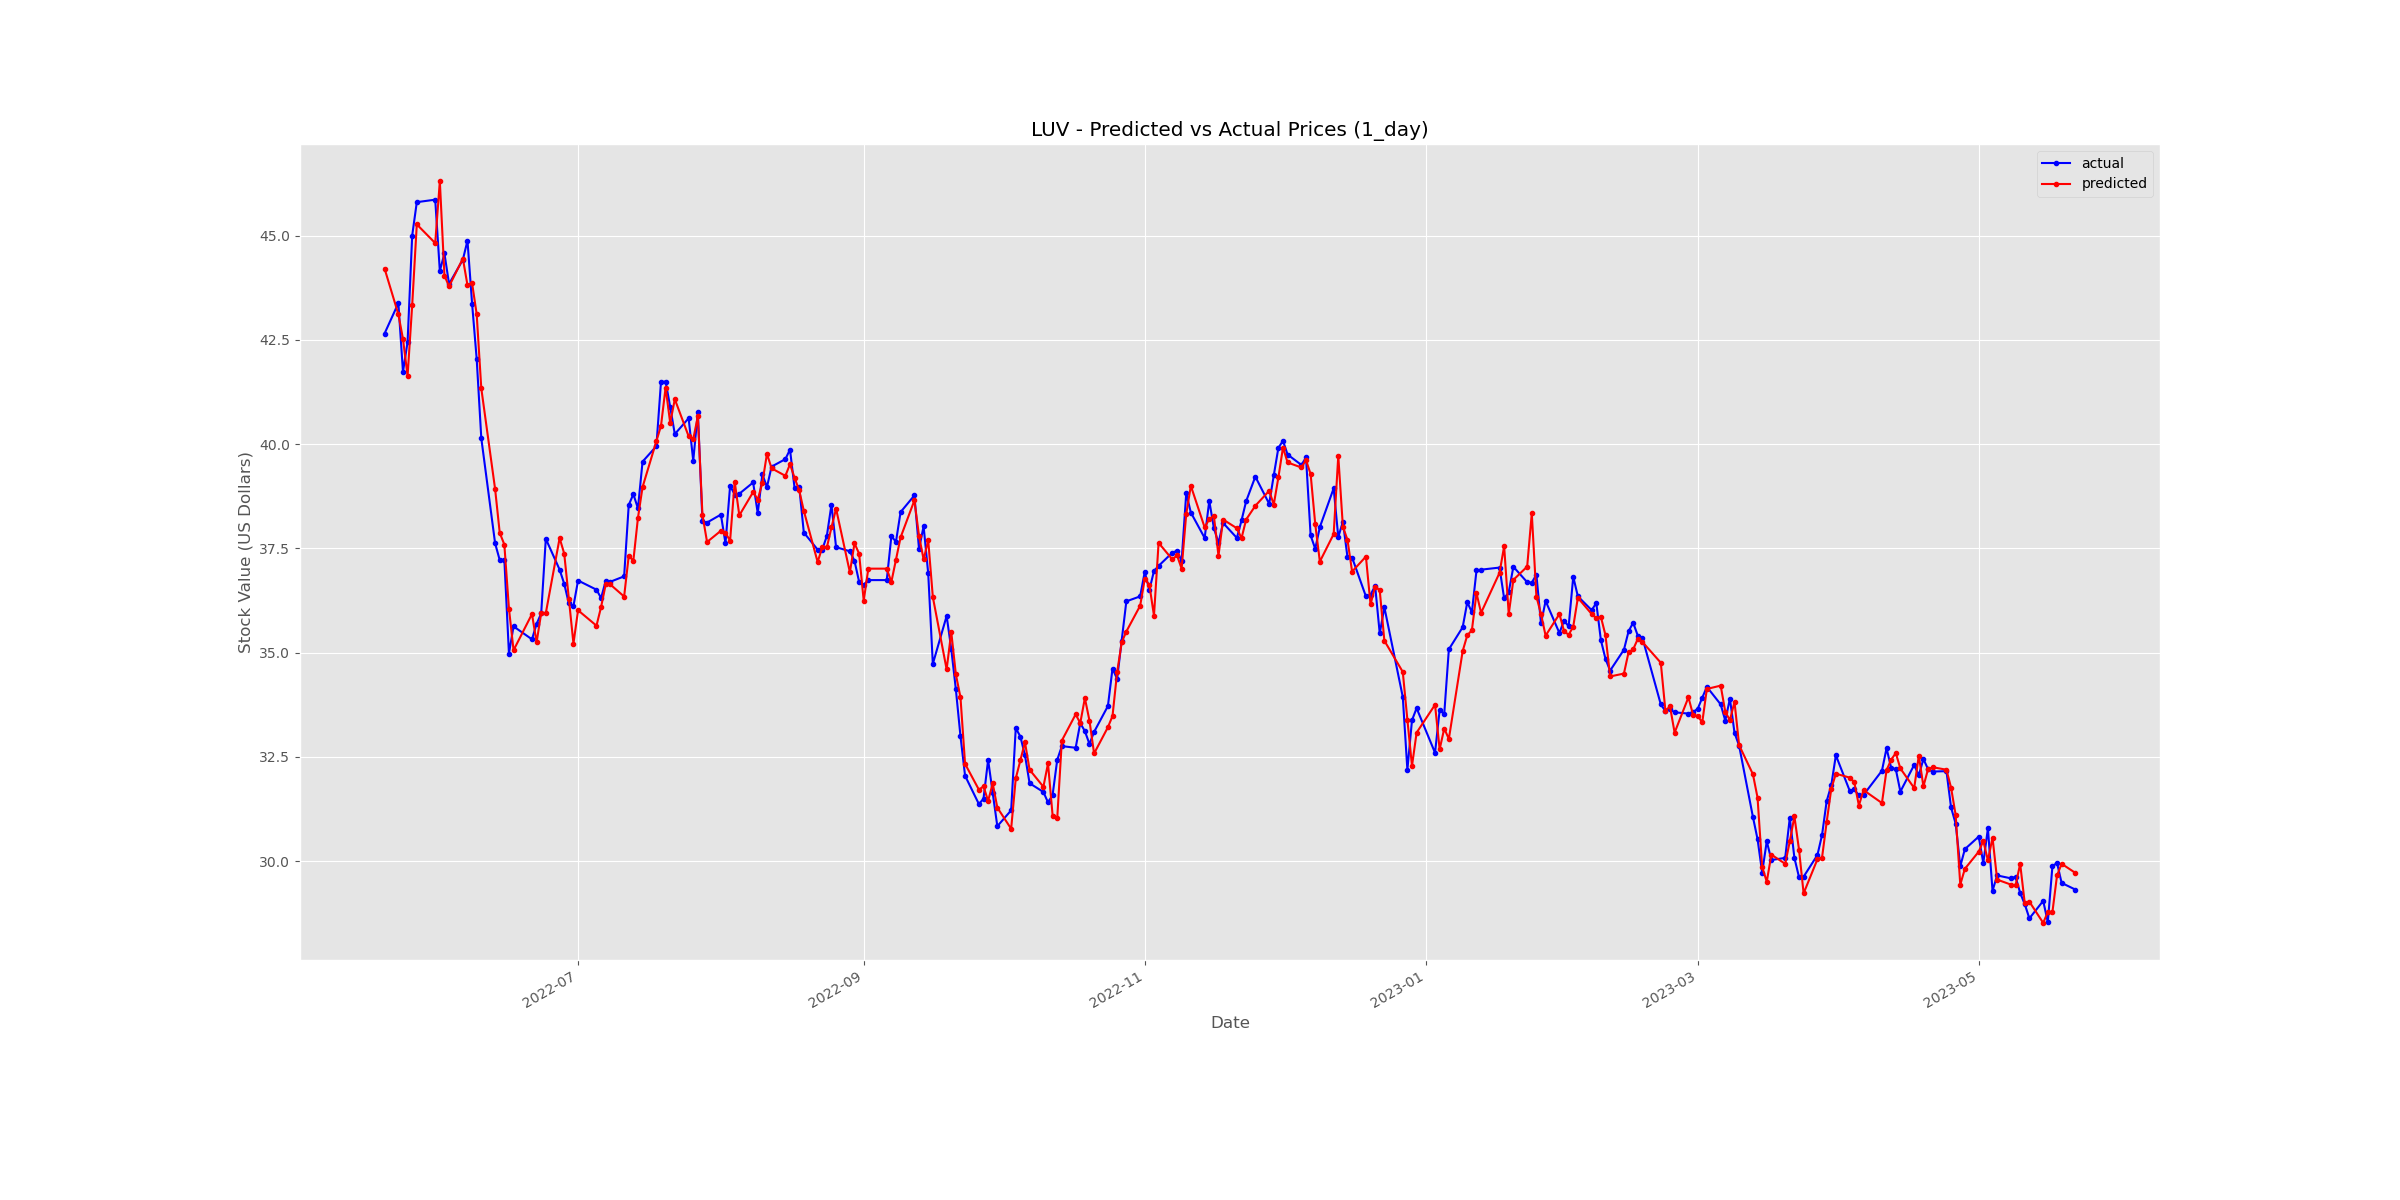 LUV - Predicted vs Actual Prices (1_day)
actual
predicted
Stock Value (US Dollars)
45.0
42.5
40.0
37.5
35.0
32.5
30.0
2022-07
2022-09
2022-11
2023-01
2023-03
2023-05
Date